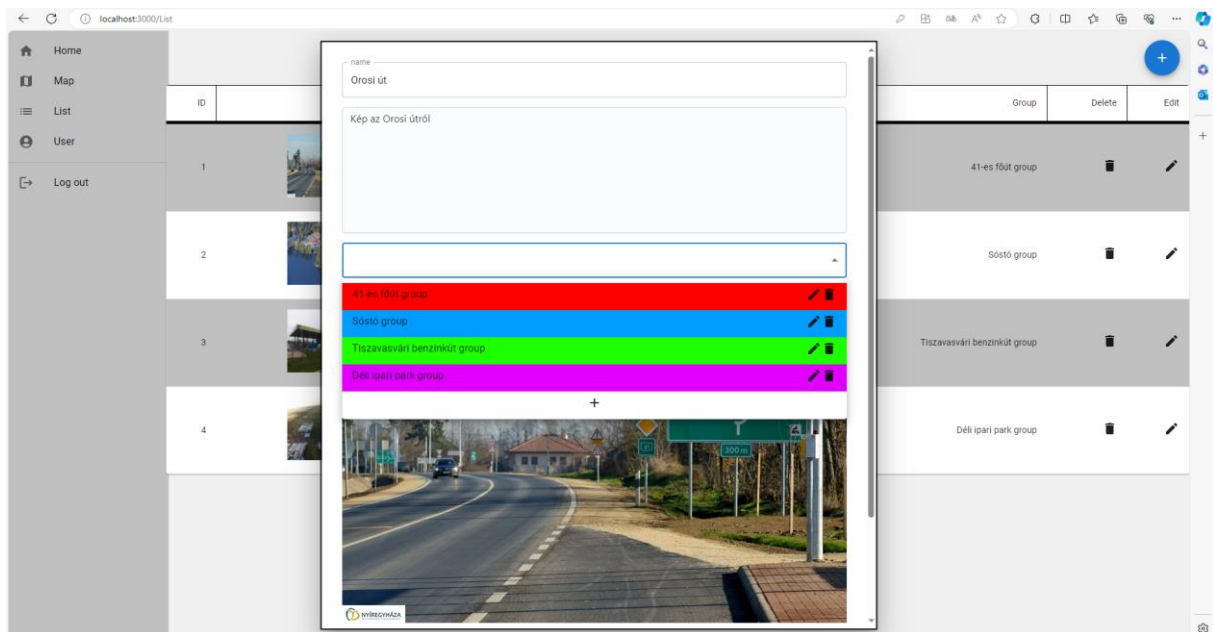 localhost:3000/List
Home
Map
List
User
Log out
ID
Group
Delete
Edit
1
41-es főút group
2
Sóstó group
3
Tiszavasvári benzinkút group
4
Déli ipari park group
name
Orosi út
Kép az Orosi útról
41-es főút group
Sóstó group
Tiszavasvári benzinkút group
Déli ipari park group
+
300 m
NYÍREGYHÁZA